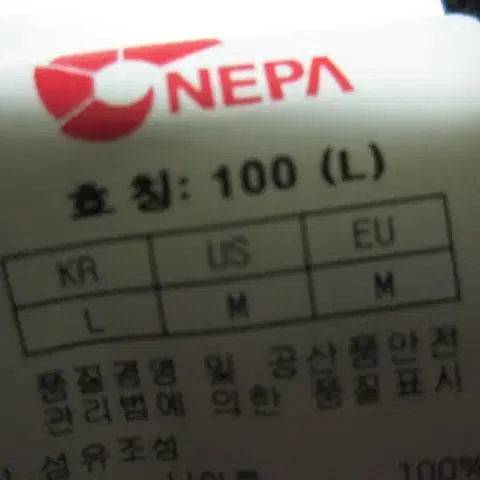 NEPA
호칭: 100 (L)
KR US EU
L M M
품질경영 및 공산품안전
관리법에 의한 품질표시
섬유조성
100%